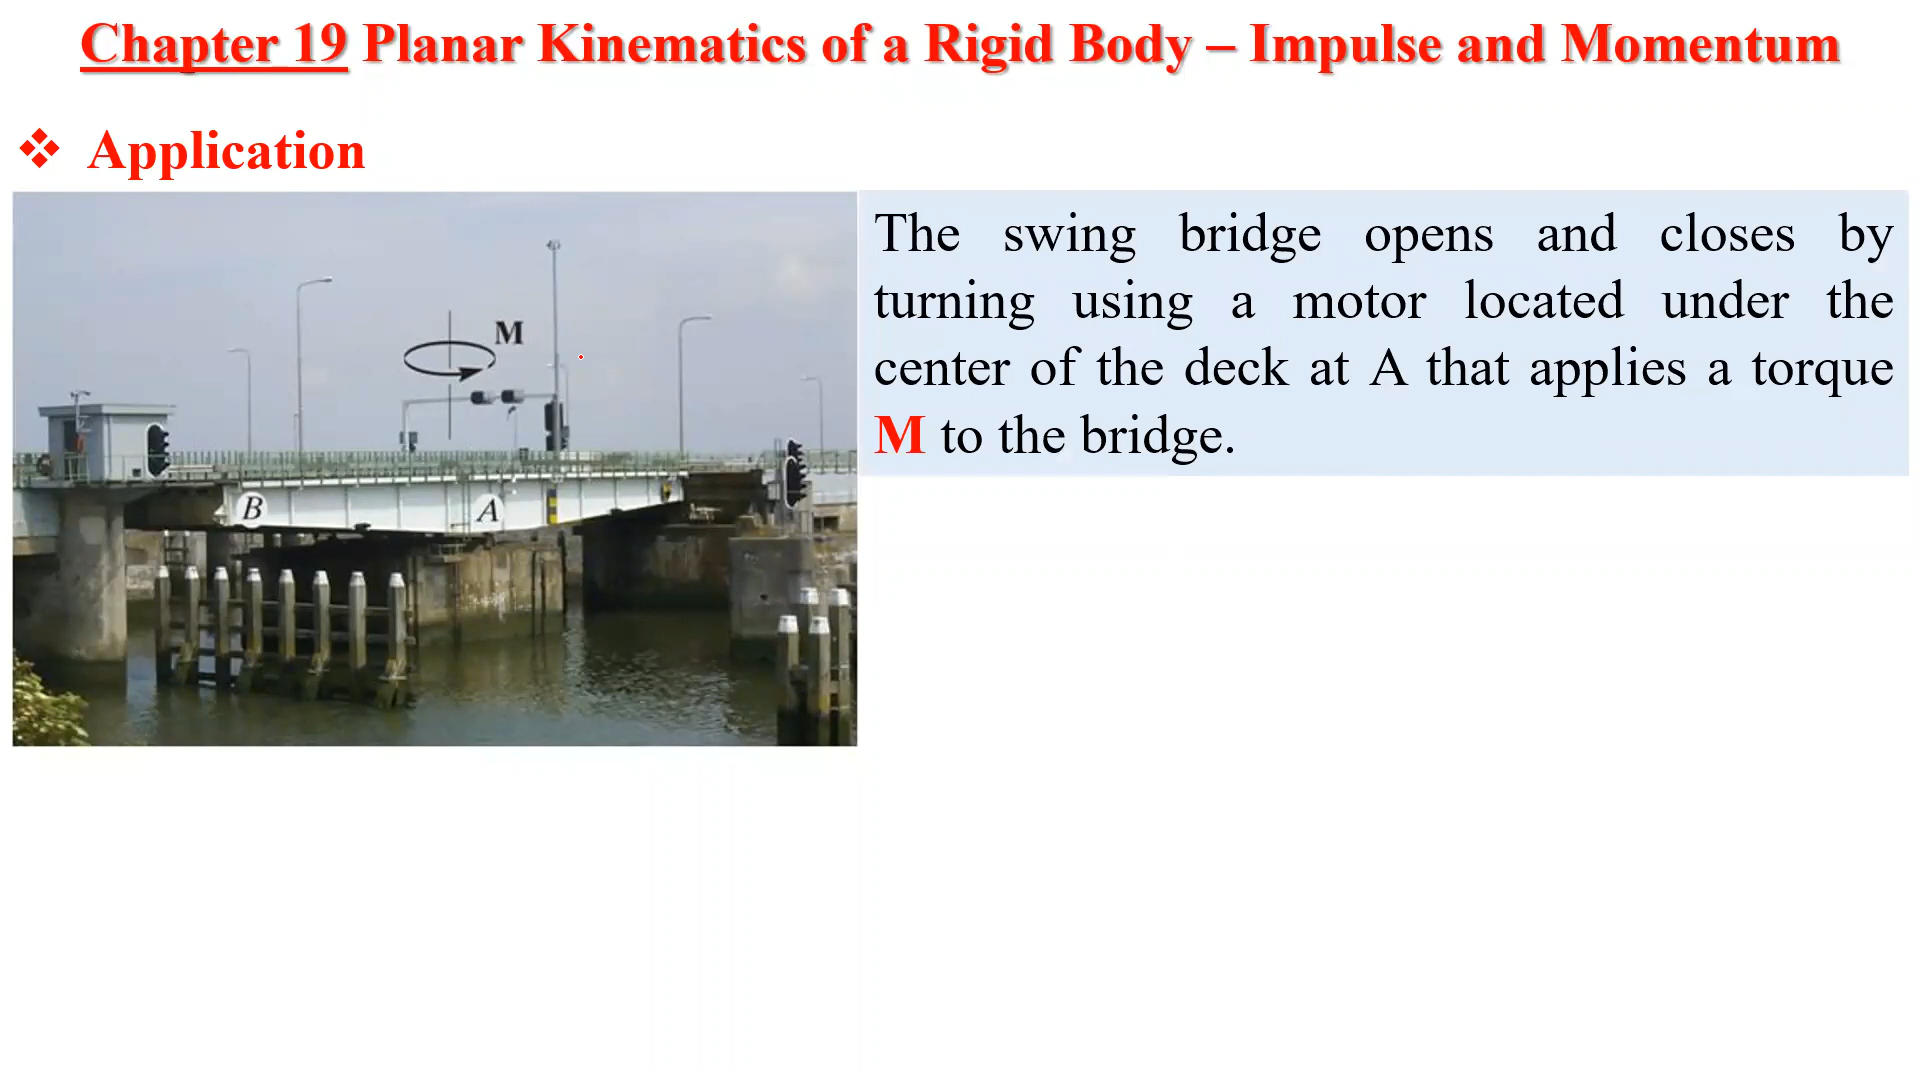 Chapter 19 Planar Kinematics of a Rigid Body – Impulse and Momentum
❖ Application
The swing bridge opens and closes by
turning using a motor located under the
center of the deck at A that applies a torque
M to the bridge.
M
B
A